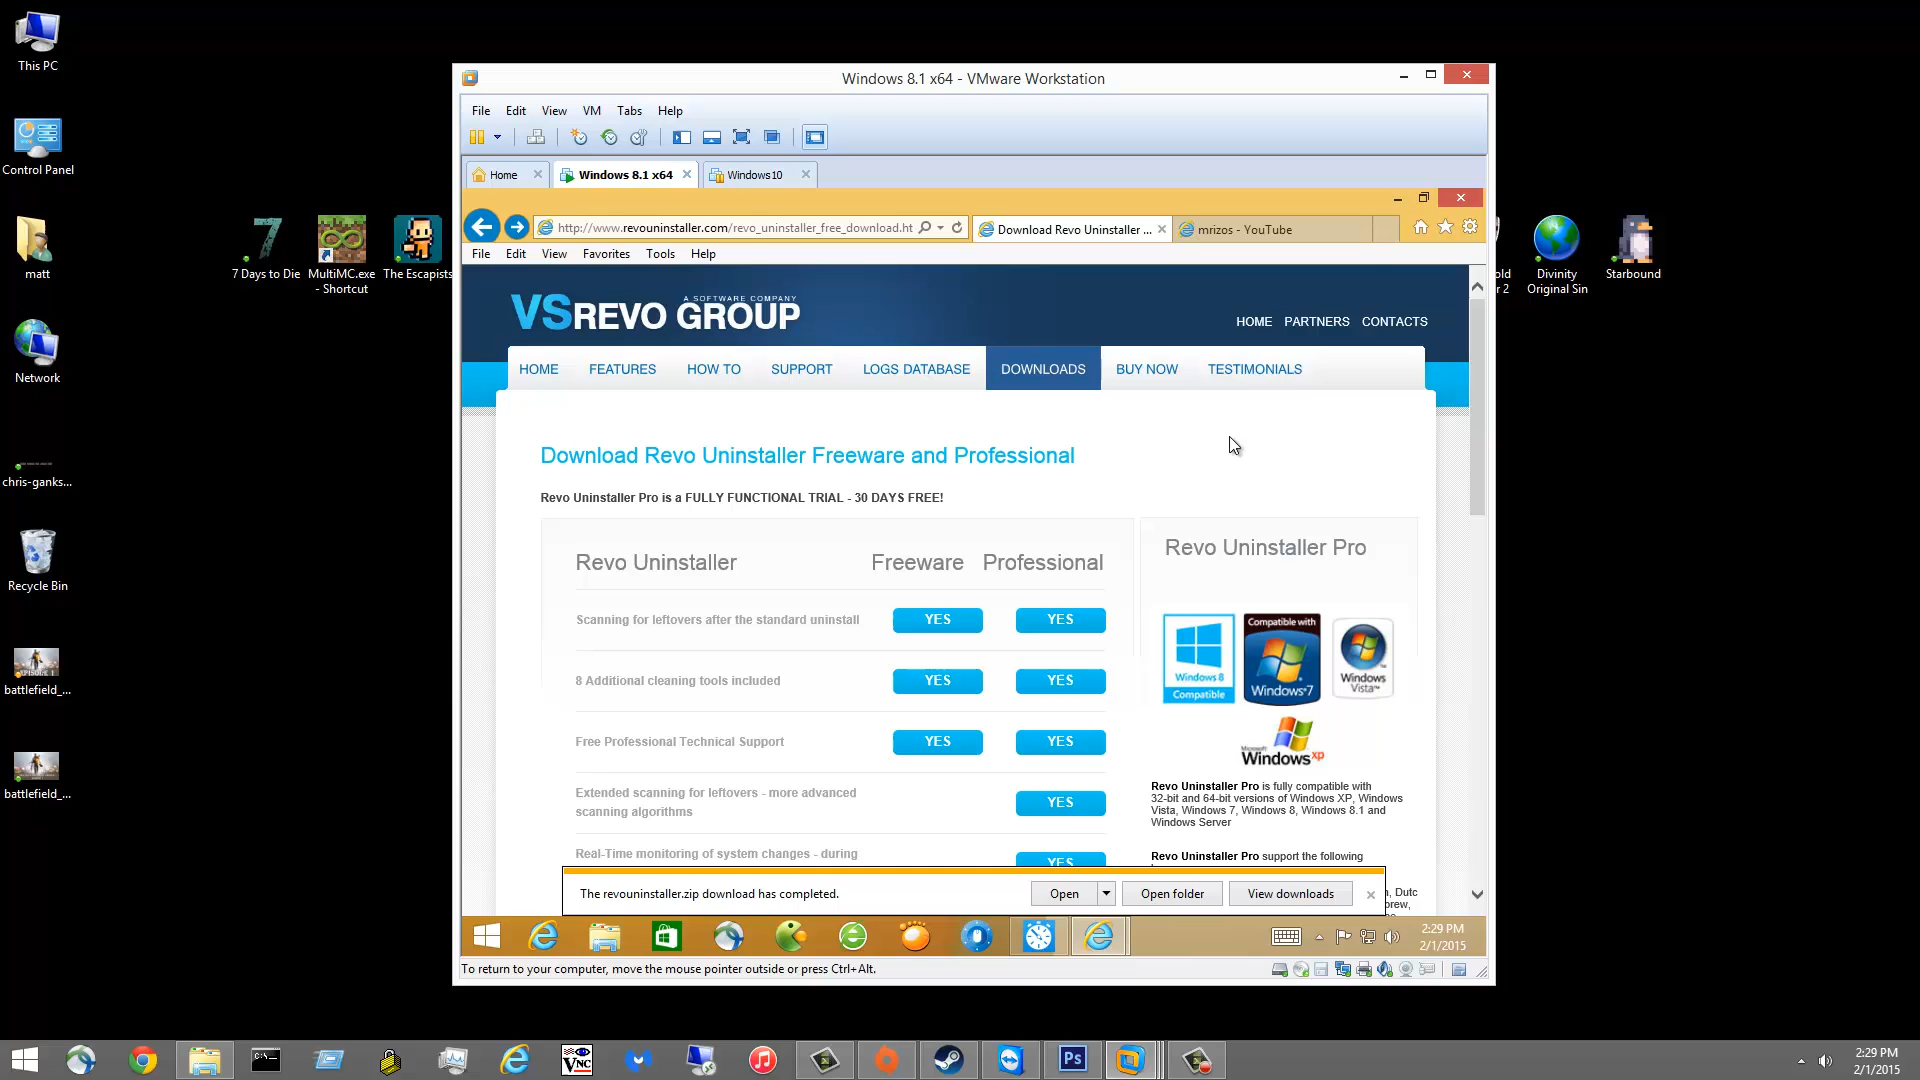 This PC
Control Panel
matt
Network
chris-ganks...
Recycle Bin
battlefield_...
battlefield_...
7 Days to Die
MultiMC.exe
- Shortcut
The Escapists
Divinity
Original Sin
Starbound
Windows 8.1 x64 - VMware Workstation
File Edit View VM Tabs Help
Home Windows 8.1 x64 Windows10
http://www.revouninstaller.com/revo_uninstaller_free_download.ht
Download Revo Uninstaller ... mrizos - YouTube
File Edit View Favorites Tools Help
A SOFTWARE COMPANY
VS REVO GROUP
HOME PARTNERS CONTACTS
HOME FEATURES HOW TO SUPPORT LOGS DATABASE DOWNLOADS BUY NOW TESTIMONIALS
Download Revo Uninstaller Freeware and Professional
Revo Uninstaller Pro is a FULLY FUNCTIONAL TRIAL - 30 DAYS FREE!
Revo Uninstaller Freeware Professional
Scanning for leftovers after the standard uninstall YES YES
8 Additional cleaning tools included YES YES
Free Professional Technical Support YES YES
Extended scanning for leftovers - more advanced
scanning algorithms YES
Real-Time monitoring of system changes - during YES
Revo Uninstaller Pro
Windows 8
Compatible
Compatible with
Windows 7
Windows
Vista
Microsoft
Windows xp
Revo Uninstaller Pro is fully compatible with
32-bit and 64-bit versions of Windows XP, Windows
Vista, Windows 7, Windows 8, Windows 8.1 and
Windows Server
Revo Uninstaller Pro support the following
The revouninstaller.zip download has completed. Open Open folder View downloads
2:29 PM
2/1/2015
To return to your computer, move the mouse pointer outside or press Ctrl+Alt.
VNC
Ps
2:29 PM
2/1/2015